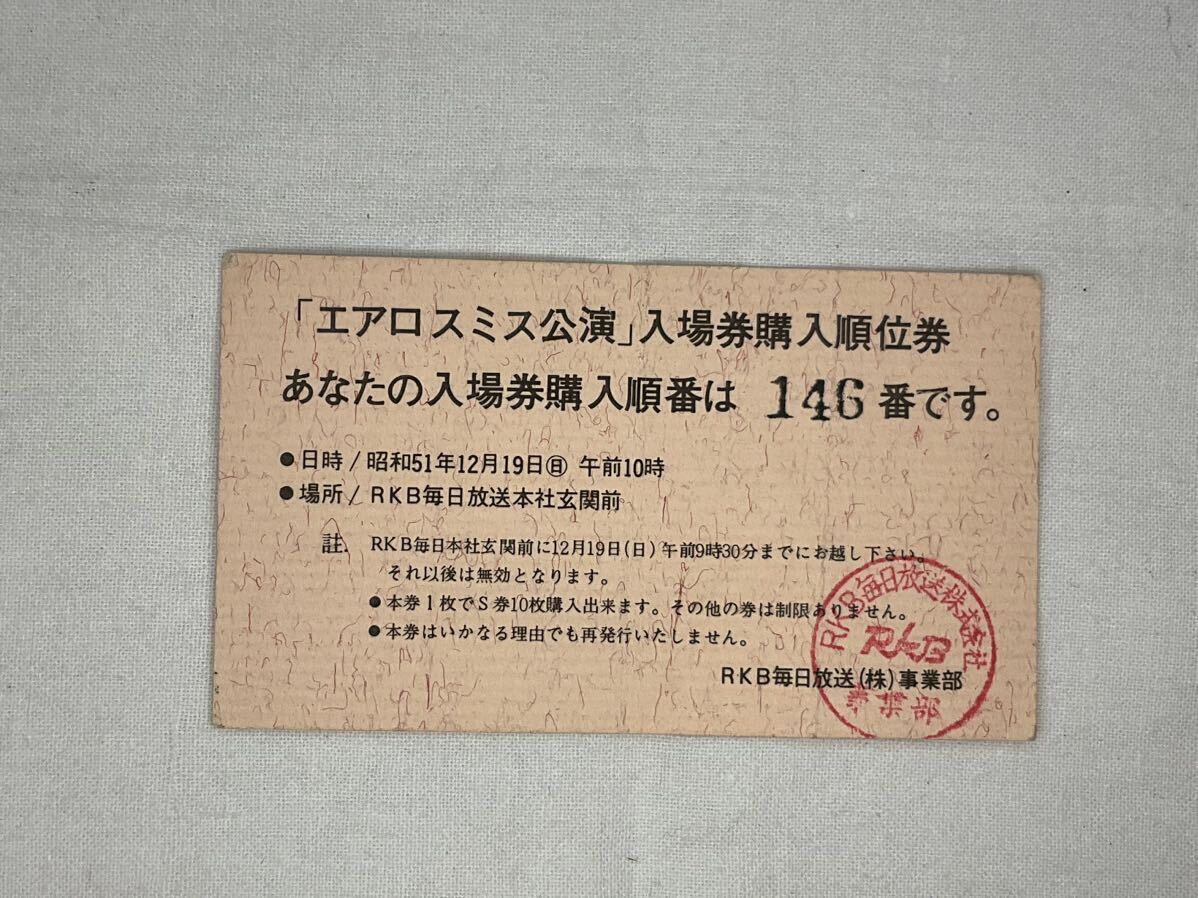 「エアロスミス公演」入場券購入順位券
あなたの入場券購入順番は 146 番です。
●日時/昭和51年12月19日㊐ 午前10時
●場所/RKB毎日放送本社玄関前
註. RKB毎日本社玄関前に12月19日(日)午前9時30分までにお越し下さい。
それ以後は無効となります。
●本券1枚でS券10枚購入出来ます。その他の券は制限ありません。
●本券はいかなる理由でも再発行いたしません。
RKB毎日放送(株)事業部
RKB毎日放送株式会社
RKB
事業部